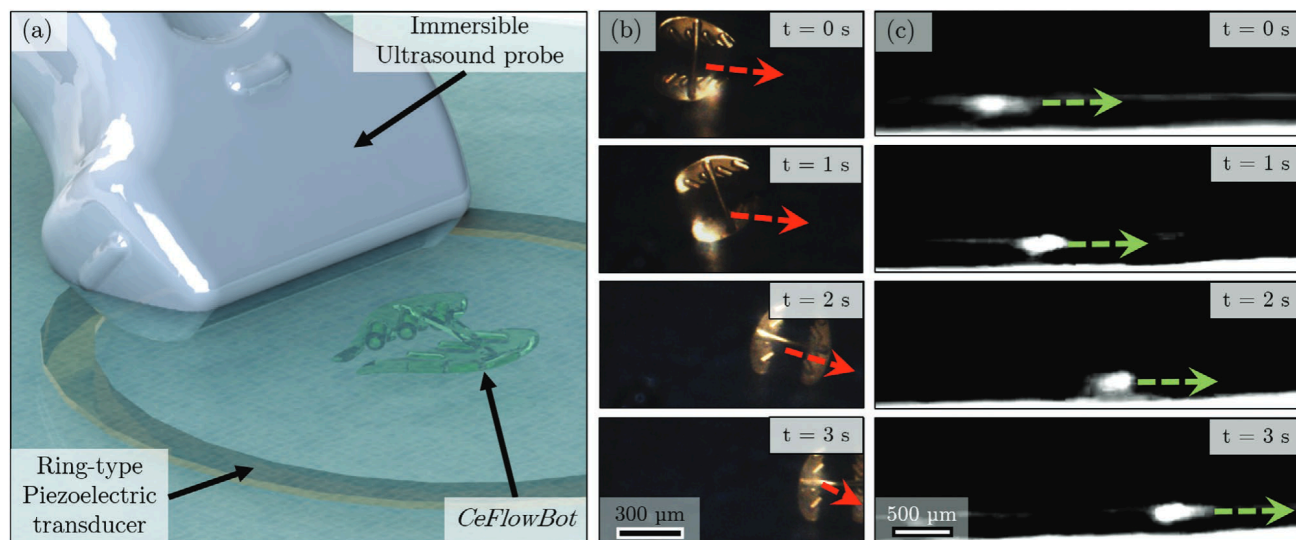 (a)
Immersible
Ultrasound probe
Ring-type
Piezoelectric
transducer
CeFlowBot
(b)
t = 0 s
t = 1 s
t = 2 s
t = 3 s
300 µm
(c)
t = 0 s
t = 1 s
t = 2 s
t = 3 s
500 µm